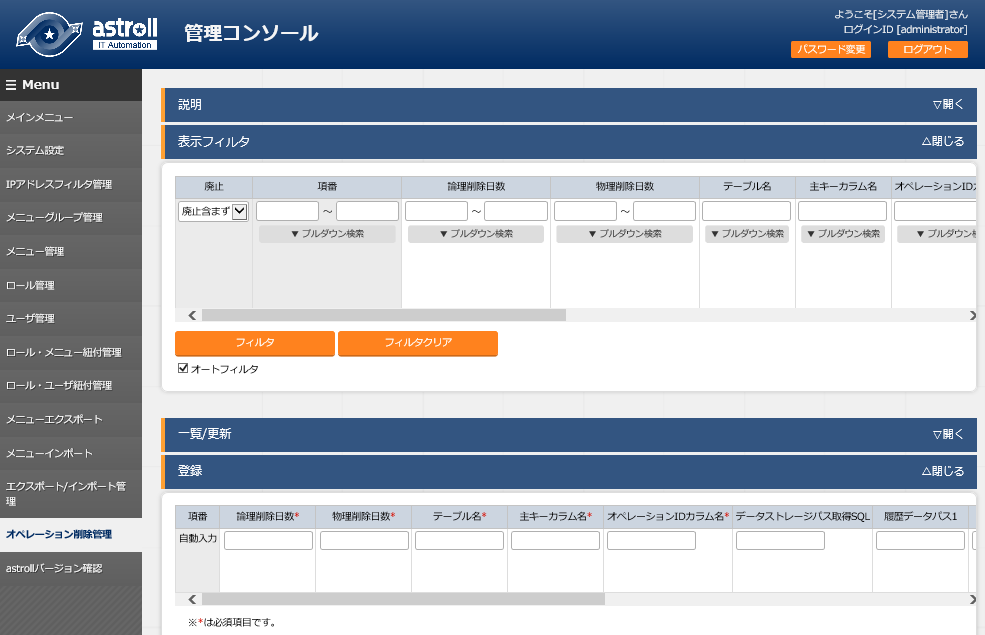 astroll
IT Automation
管理コンソール
ようこそ[システム管理者]さん
ログインID [administrator]
パスワード変更
ログアウト
☰ Menu
メインメニュー
システム設定
IPアドレスフィルタ管理
メニューグループ管理
メニュー管理
ロール管理
ユーザ管理
ロール・メニュー紐付管理
ロール・ユーザ紐付管理
メニューエクスポート
メニューインポート
エクスポート/インポート管
理
オペレーション削除管理
astrollバージョン確認
説明 ▽開く
表示フィルタ △閉じる
廃止 項番 論理削除日数 物理削除日数 テーブル名 主キーカラム名 オペレーションIDカ
廃止含まず ～ ～ ～
▼ プルダウン検索 ▼ プルダウン検索 ▼ プルダウン検索 ▼ プルダウン検索 ▼ プルダウン検索 ▼ プルダウン検
フィルタ フィルタクリア
オートフィルタ
一覧/更新 ▽開く
登録 △閉じる
項番 論理削除日数* 物理削除日数* テーブル名* 主キーカラム名* オペレーションIDカラム名* データストレージパス取得SQL 履歴データパス1
自動入力
※*は必須項目です。